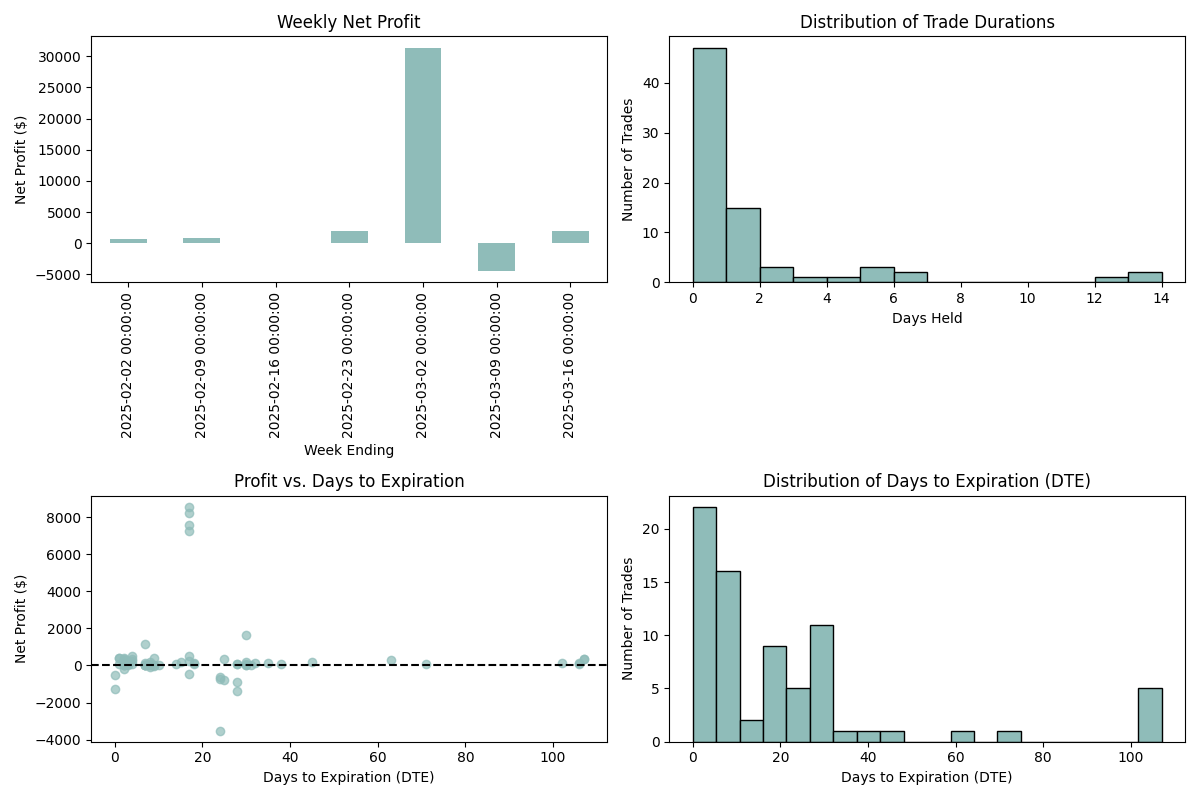 Weekly Net Profit
Net Profit ($)
30000
25000
20000
15000
10000
5000
0
−5000
2025-02-02 00:00:00
2025-02-09 00:00:00
2025-02-16 00:00:00
2025-02-23 00:00:00
2025-03-02 00:00:00
2025-03-09 00:00:00
2025-03-16 00:00:00
Week Ending
Distribution of Trade Durations
Number of Trades
40
30
20
10
0
0 2 4 6 8 10 12 14
Days Held
Profit vs. Days to Expiration
Net Profit ($)
8000
6000
4000
2000
0
−2000
−4000
0 20 40 60 80 100
Days to Expiration (DTE)
Distribution of Days to Expiration (DTE)
Number of Trades
20
15
10
5
0
0 20 40 60 80 100
Days to Expiration (DTE)